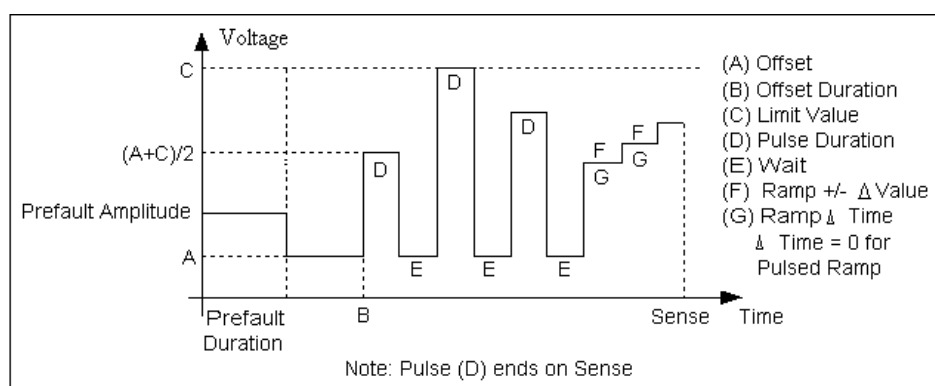 Voltage
C
D
D
D
(A+C)/2
F
F
G
G
Prefault Amplitude
A
E
E
E
Prefault
Duration
B
Sense
Time
Note: Pulse (D) ends on Sense
(A) Offset
(B) Offset Duration
(C) Limit Value
(D) Pulse Duration
(E) Wait
(F) Ramp +/- Δ Value
(G) Ramp Δ Time
Δ Time = 0 for
Pulsed Ramp